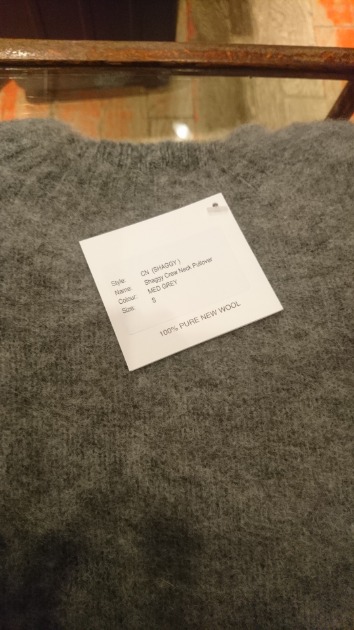 Style: CN (SHAGGY)
Name: Shaggy Crew Neck Pullover
Colour: MED GREY
Size: S
100% PURE NEW WOOL